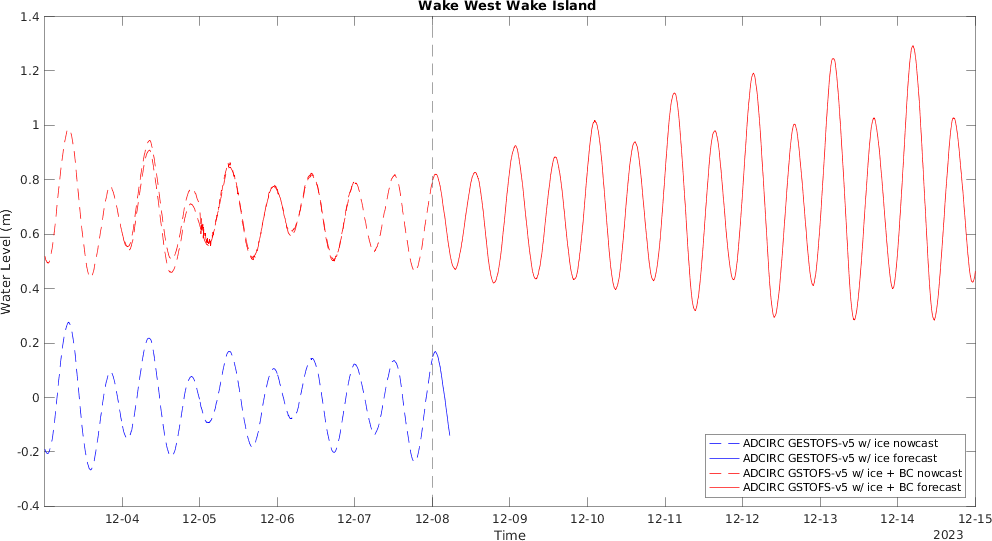 Wake West Wake Island
1.4
1.2
1
0.8
0.6
0.4
0.2
0
-0.2
-0.4
Water Level (m)
ADCIRC GESTOFS-v5 w/ ice nowcast
ADCIRC GESTOFS-v5 w/ ice forecast
ADCIRC GSTOFS-v5 w/ ice + BC nowcast
ADCIRC GSTOFS-v5 w/ ice + BC forecast
12-04 12-05 12-06 12-07 12-08 12-09 12-10 12-11 12-12 12-13 12-14 12-15
Time
2023